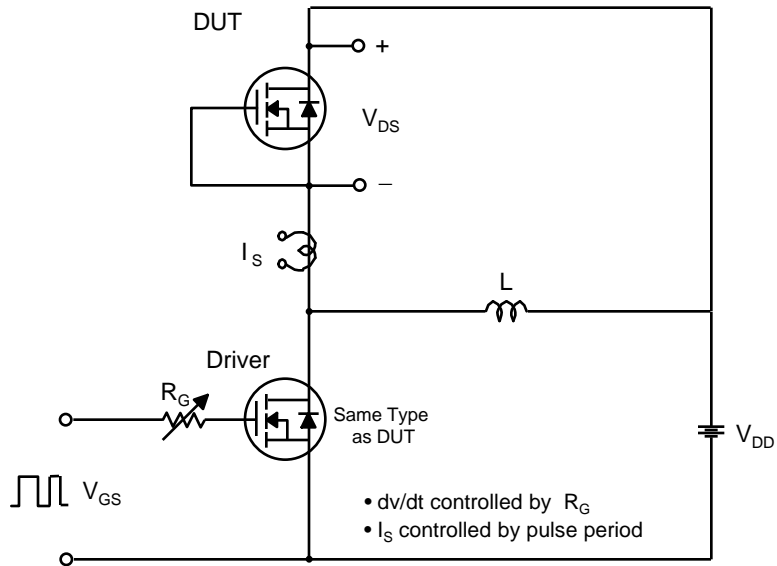 DUT
+
V_DS
−
I_S
L
Driver
R_G
Same Type
as DUT
V_DD
V_GS
• dv/dt controlled by R_G
• I_S controlled by pulse period